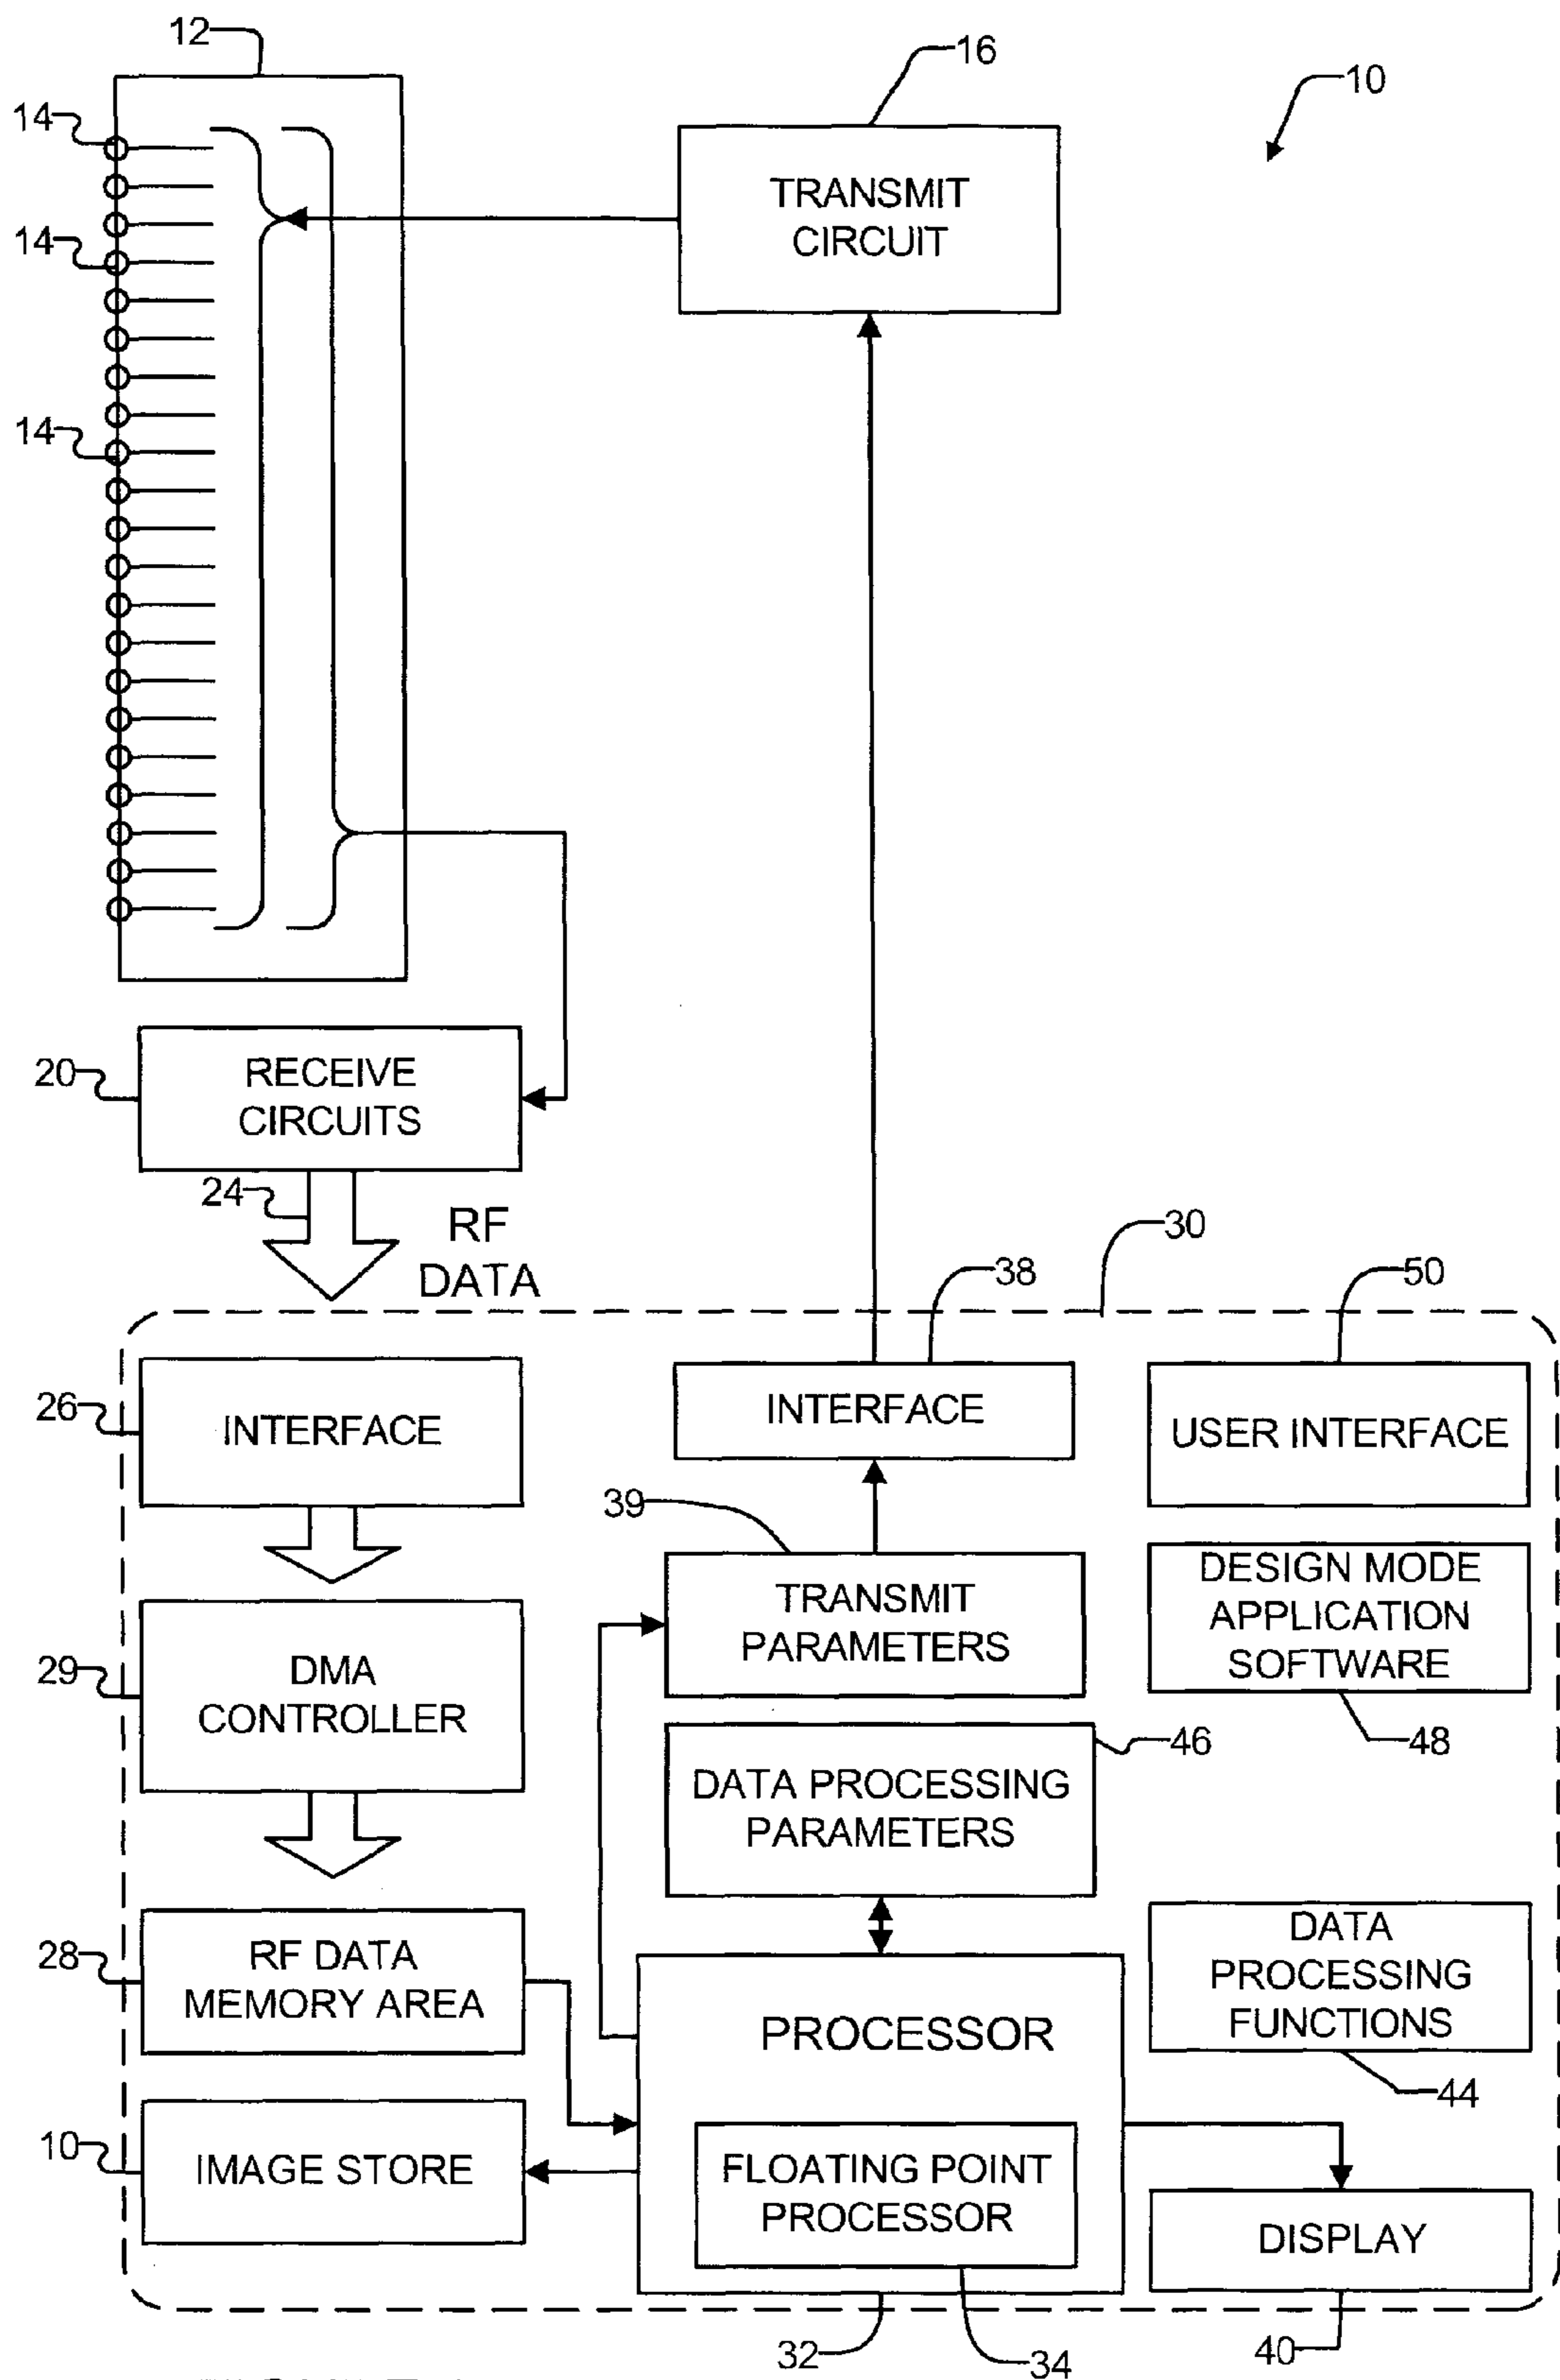 12
16
10
14
TRANSMIT
CIRCUIT
14
14
20
RECEIVE
CIRCUITS
24
RF
DATA
30
38
50
26
INTERFACE
INTERFACE
USER INTERFACE
39
TRANSMIT
PARAMETERS
DESIGN MODE
APPLICATION
SOFTWARE
29
DMA
CONTROLLER
46
48
DATA PROCESSING
PARAMETERS
28
RF DATA
MEMORY AREA
PROCESSOR
DATA
PROCESSING
FUNCTIONS
44
10
IMAGE STORE
FLOATING POINT
PROCESSOR
DISPLAY
32
34
40